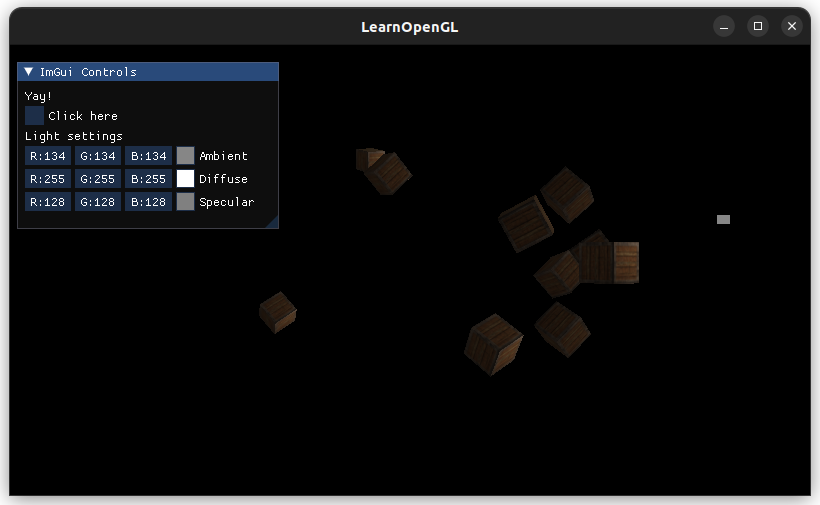 LearnOpenGL
ImGui Controls
Yay!
Click here
Light settings
R:134 G:134 B:134 Ambient
R:255 G:255 B:255 Diffuse
R:128 G:128 B:128 Specular